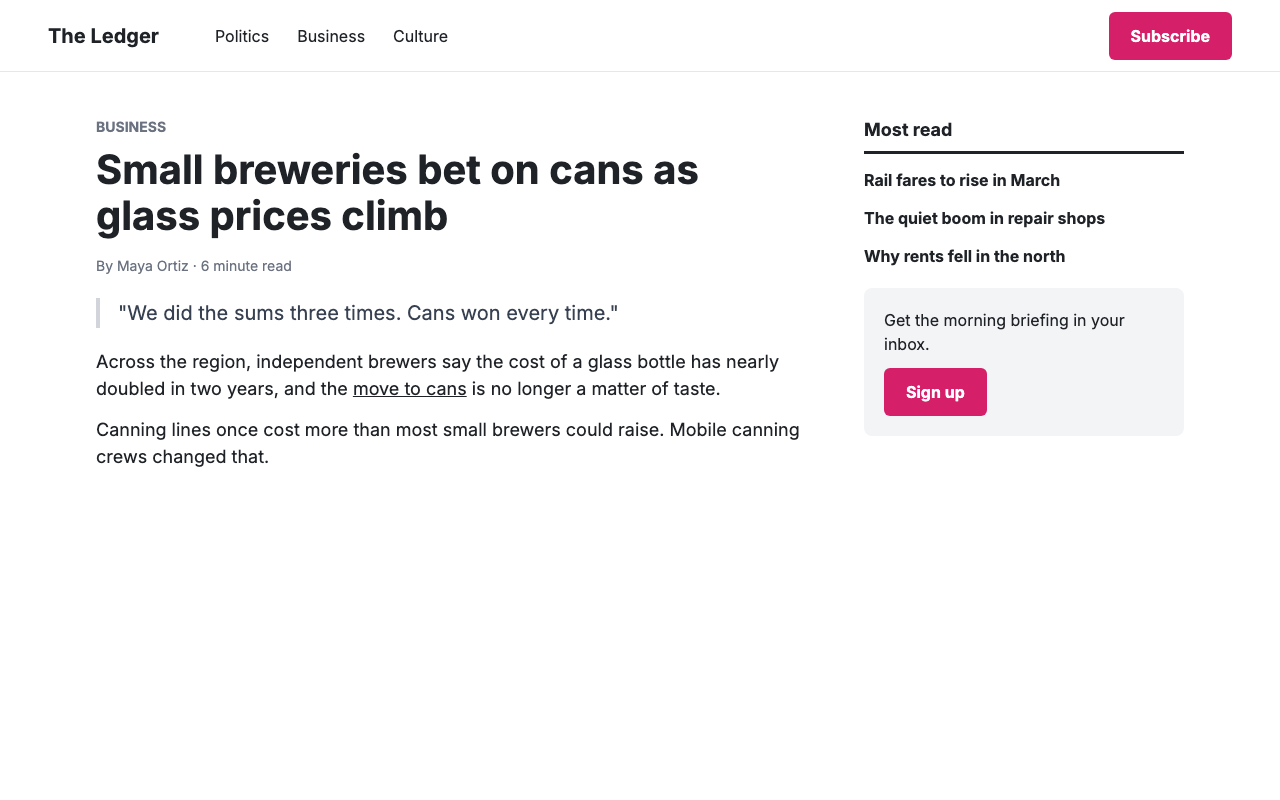 The Ledger
Politics
Business
Culture
Subscribe
BUSINESS
Small breweries bet on cans as
glass prices climb
By Maya Ortiz · 6 minute read
"We did the sums three times. Cans won every time."
Across the region, independent brewers say the cost of a glass bottle has nearly
doubled in two years, and the move to cans is no longer a matter of taste.
Canning lines once cost more than most small brewers could raise. Mobile canning
crews changed that.
Most read
Rail fares to rise in March
The quiet boom in repair shops
Why rents fell in the north
Get the morning briefing in your
inbox.
Sign up